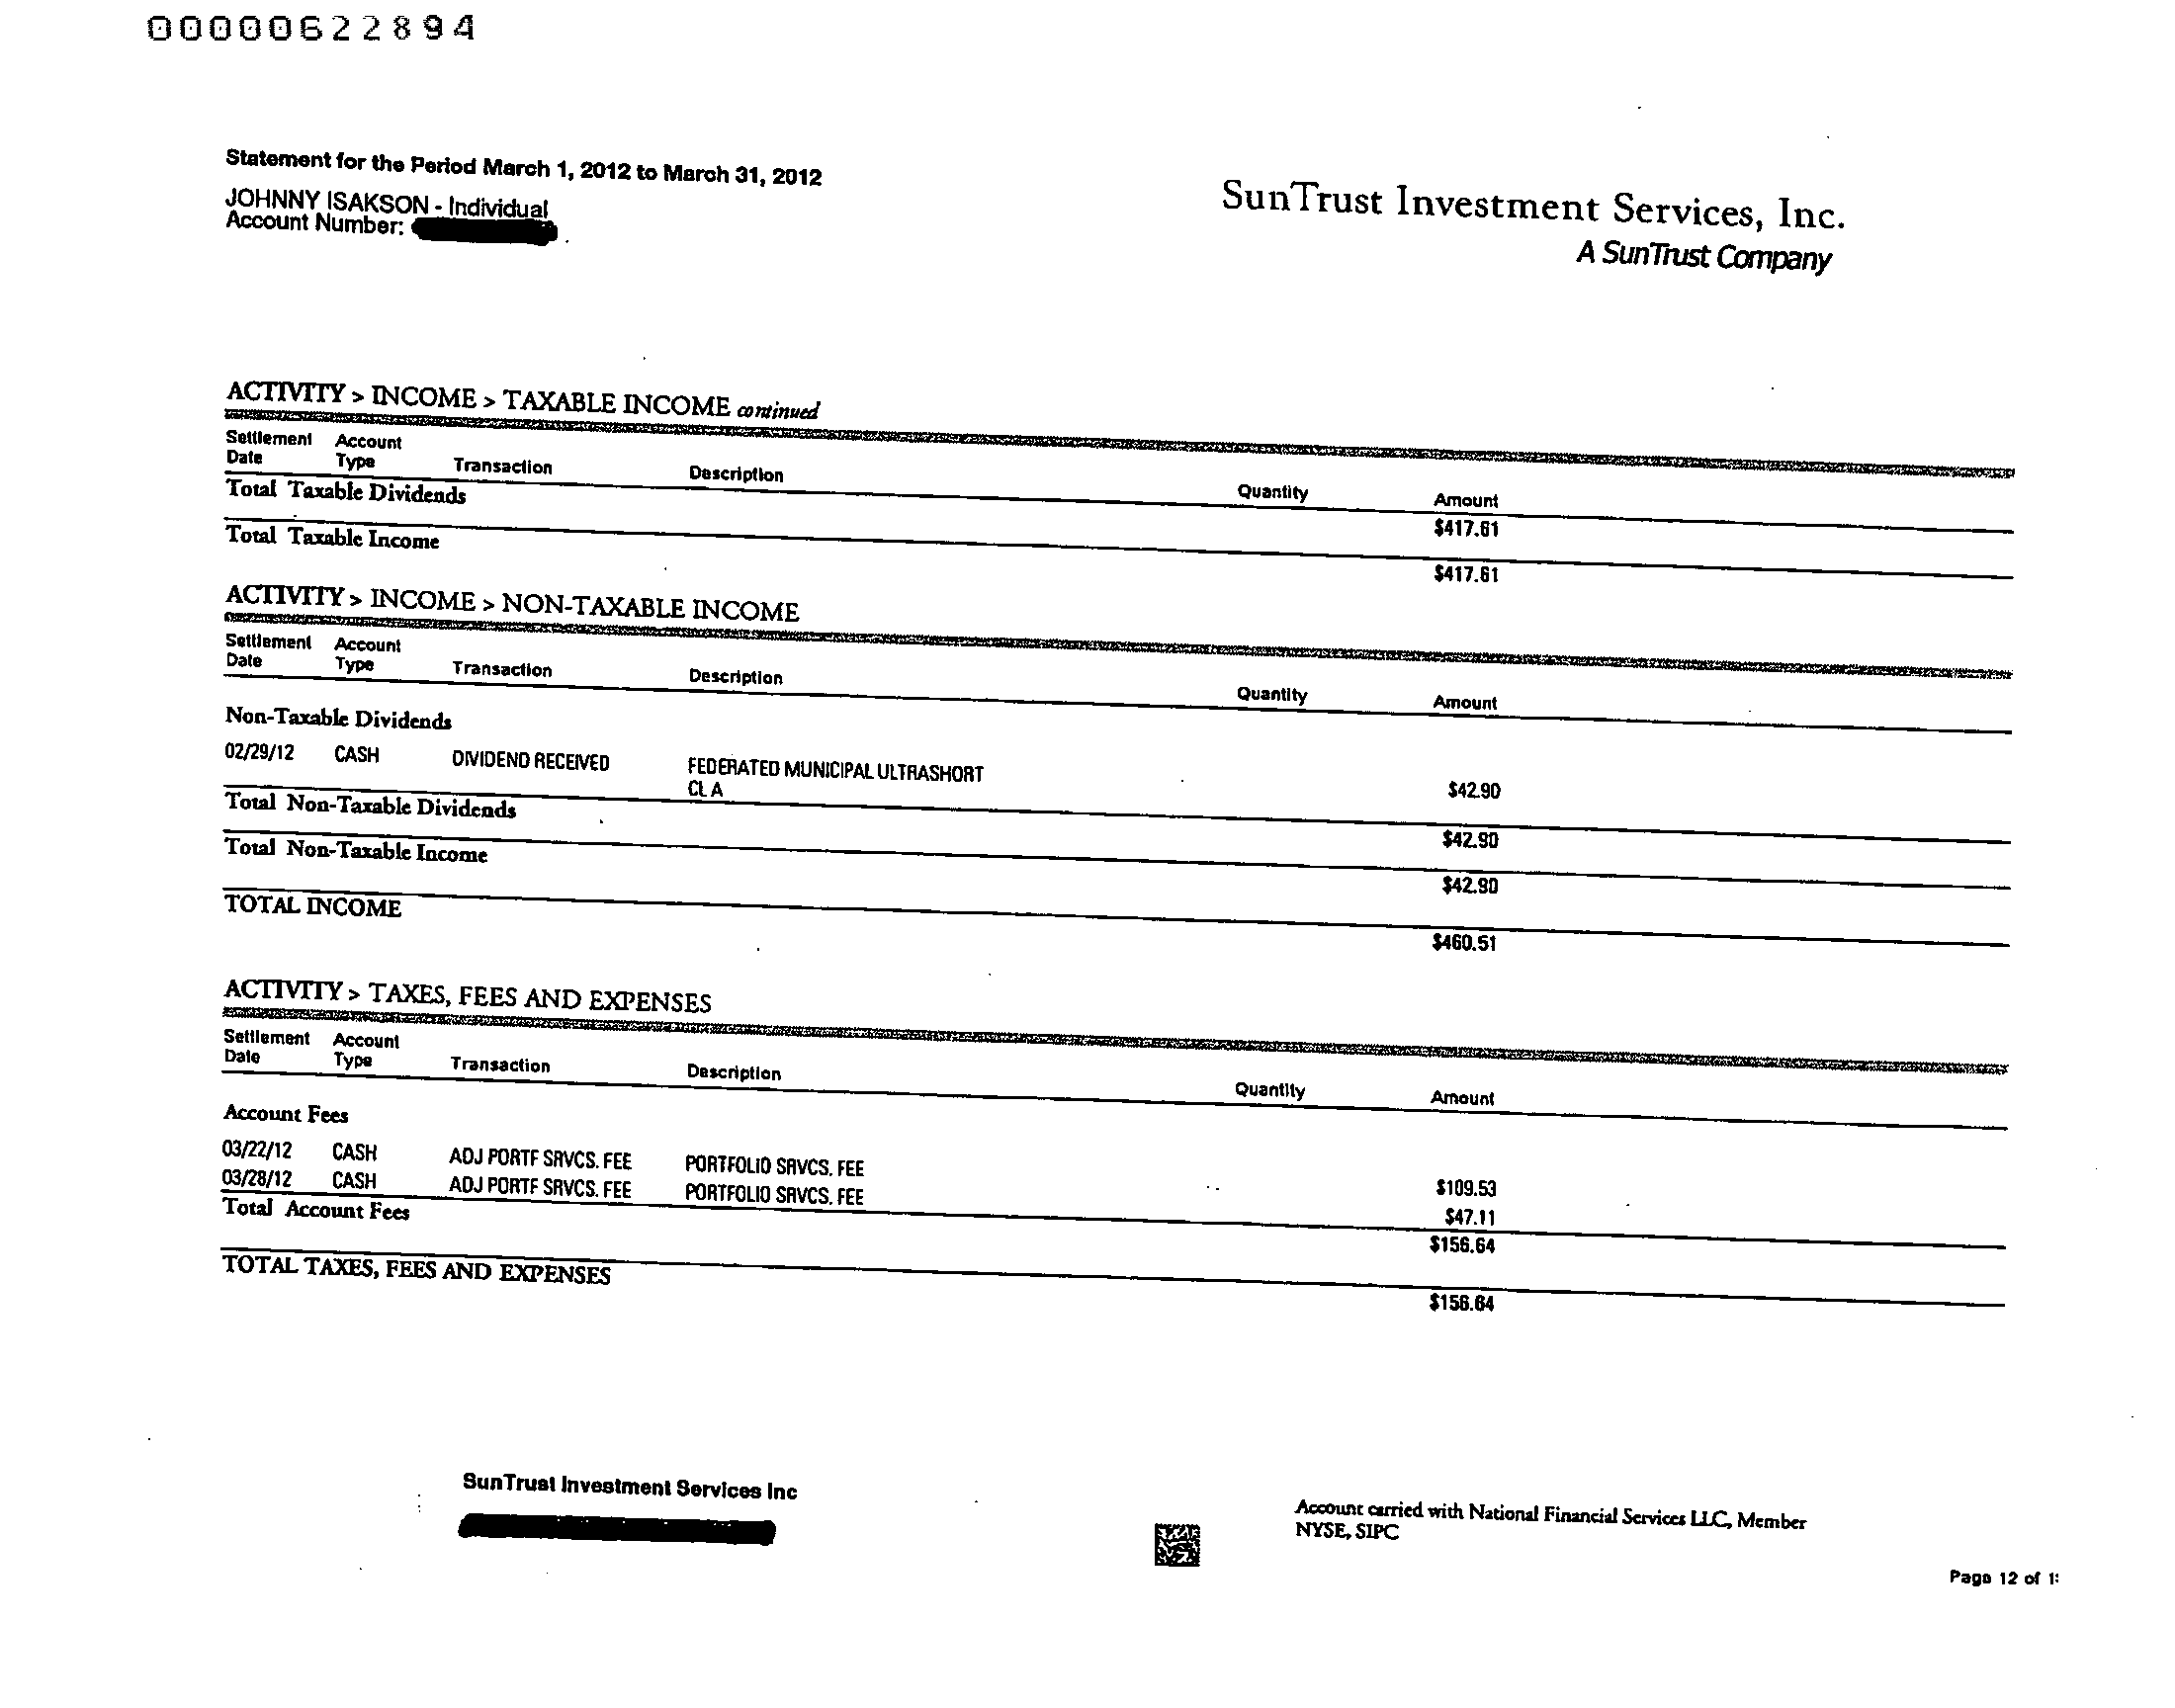 00000622894
Statement for the Period March 1, 2012 to March 31, 2012
JOHNNY ISAKSON - Individual
Account Number:
SunTrust Investment Services, Inc.
A SunTrust Company
ACTIVITY > INCOME > TAXABLE INCOME continued
Settlement Date Account Type Transaction Description Quantity Amount
Total Taxable Dividends $417.61
Total Taxable Income $417.61
ACTIVITY > INCOME > NON-TAXABLE INCOME
Settlement Date Account Type Transaction Description Quantity Amount
Non-Taxable Dividends
02/29/12 CASH DIVIDEND RECEIVED FEDERATED MUNICIPAL ULTRASHORT $42.90
CL A
Total Non-Taxable Dividends $42.90
Total Non-Taxable Income $42.90
TOTAL INCOME $460.51
ACTIVITY > TAXES, FEES AND EXPENSES
Settlement Date Account Type Transaction Description Quantity Amount
Account Fees
03/22/12 CASH ADJ PORTF SRVCS. FEE PORTFOLIO SRVCS. FEE $109.53
03/28/12 CASH ADJ PORTF SRVCS. FEE PORTFOLIO SRVCS. FEE $47.11
Total Account Fees $156.64
TOTAL TAXES, FEES AND EXPENSES $156.64
SunTrust Investment Services Inc
Account carried with National Financial Services LLC, Member
NYSE, SIPC
Page 12 of